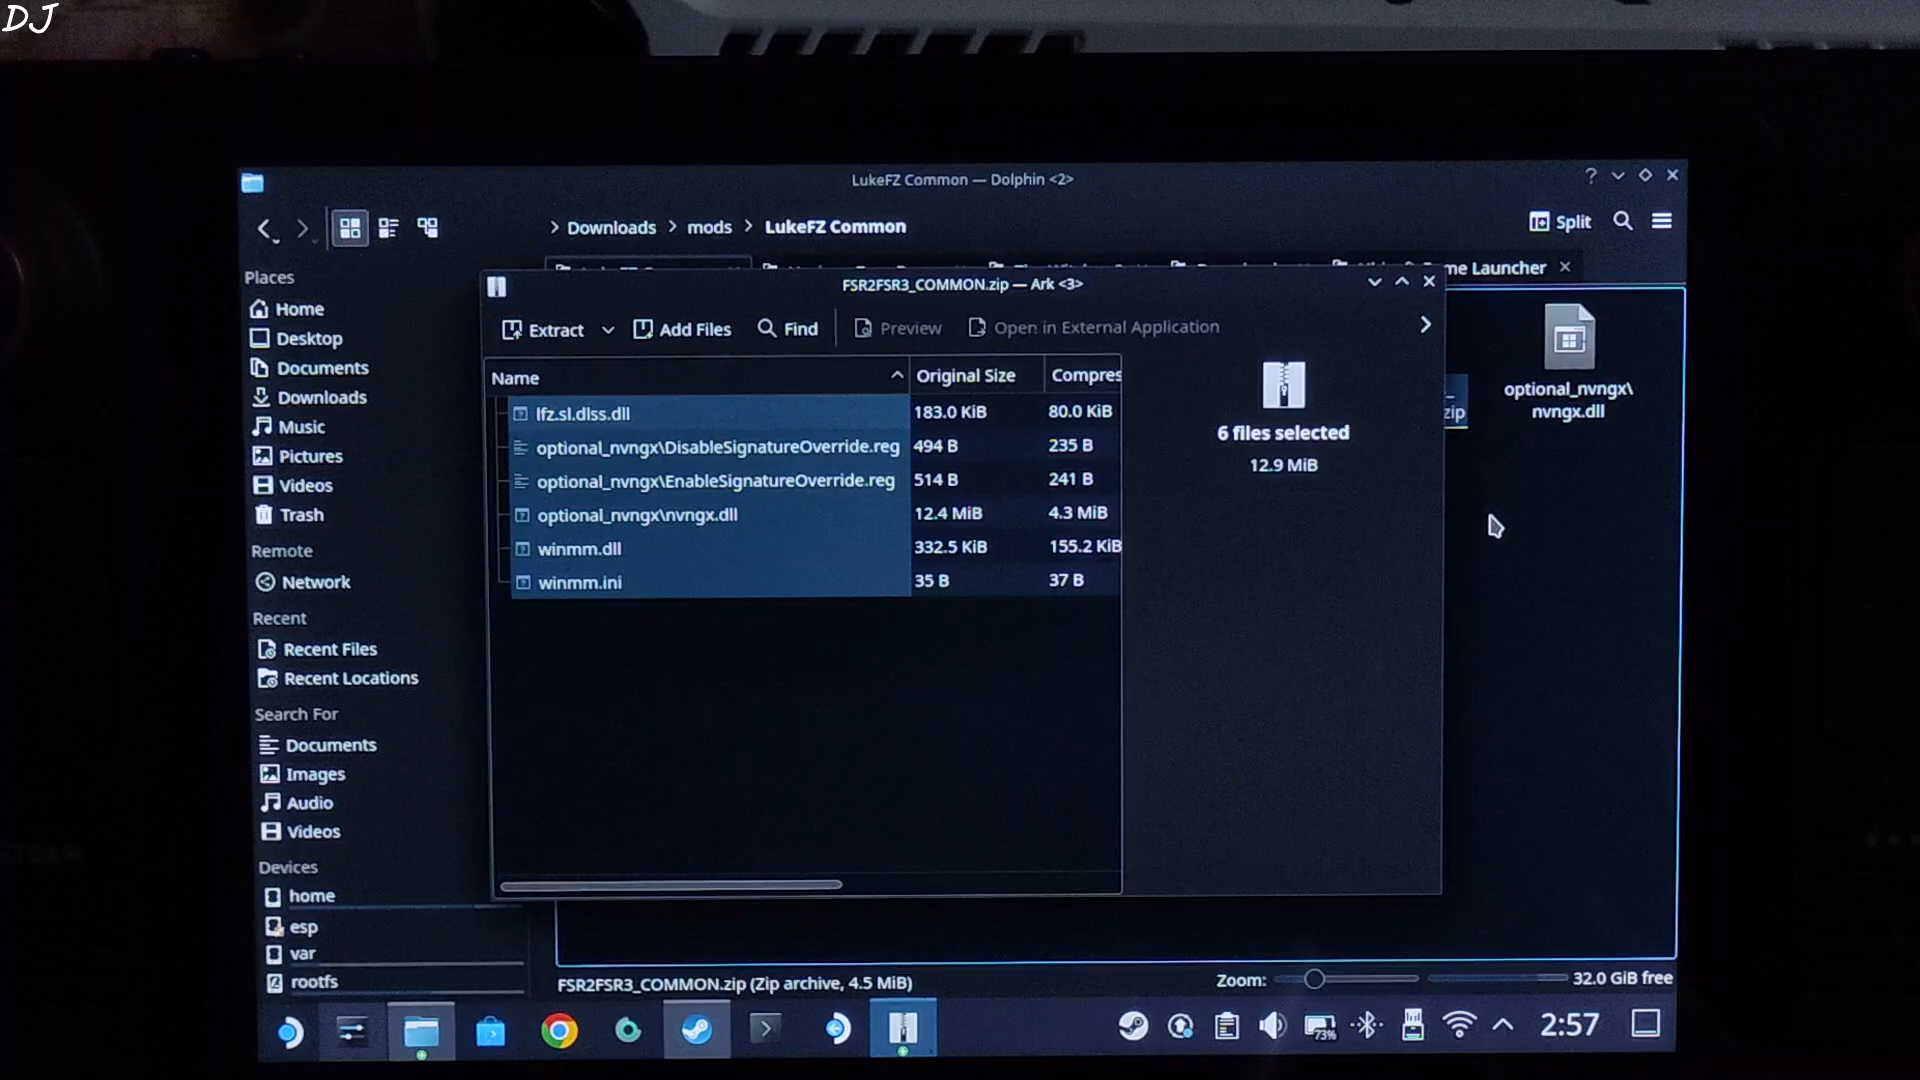 DJ
LukeFZ Common — Dolphin <2>
Downloads > mods > LukeFZ Common
Split
Game Launcher
FSR2FSR3_COMMON.zip — Ark <3>
Extract
Add Files
Find
Preview
Open in External Application
Name
Original Size
Compres
lfz.sl.dlss.dll
183.0 KiB
80.0 KiB
optional_nvngx\DisableSignatureOverride.reg
494 B
235 B
optional_nvngx\EnableSignatureOverride.reg
514 B
241 B
optional_nvngx\nvngx.dll
12.4 MiB
4.3 MiB
winmm.dll
332.5 KiB
155.2 KiB
winmm.ini
35 B
37 B
6 files selected
12.9 MiB
zip
optional_nvngx\
nvngx.dll
Places
Home
Desktop
Documents
Downloads
Music
Pictures
Videos
Trash
Remote
Network
Recent
Recent Files
Recent Locations
Search For
Documents
Images
Audio
Videos
Devices
home
esp
var
rootfs
FSR2FSR3_COMMON.zip (Zip archive, 4.5 MiB)
Zoom:
32.0 GiB free
73%
2:57